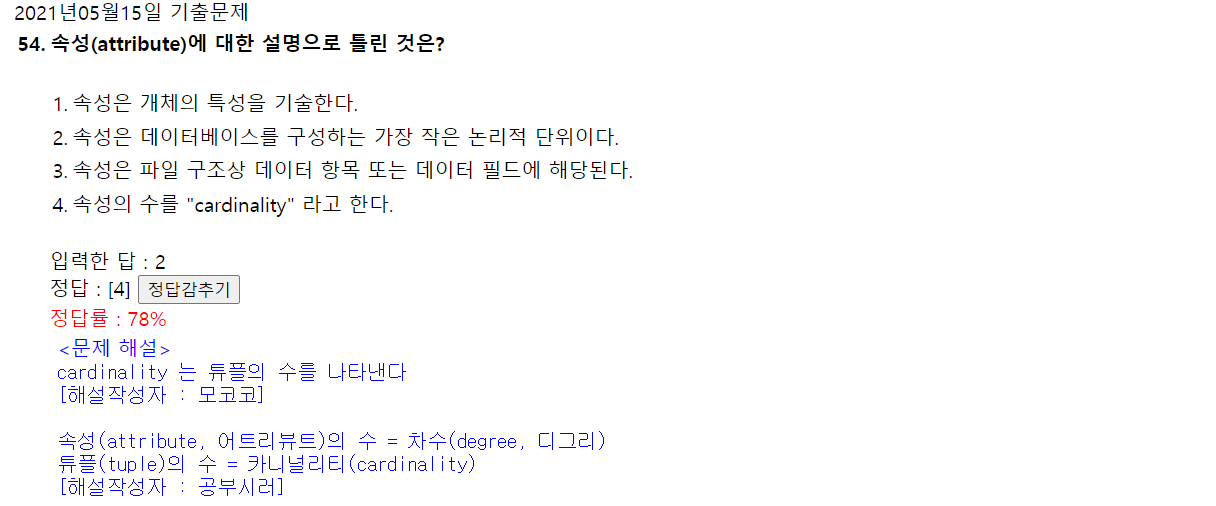 2021년05월15일 기출문제
54. 속성(attribute)에 대한 설명으로 틀린 것은?
1. 속성은 개체의 특성을 기술한다.
2. 속성은 데이터베이스를 구성하는 가장 작은 논리적 단위이다.
3. 속성은 파일 구조상 데이터 항목 또는 데이터 필드에 해당된다.
4. 속성의 수를 "cardinality" 라고 한다.
입력한 답 : 2
정답 : [4] 정답감추기
정답률 : 78%
<문제 해설>
cardinality 는 튜플의 수를 나타낸다
[해설작성자 : 모코코]
속성(attribute, 어트리뷰트)의 수 = 차수(degree, 디그리)
튜플(tuple)의 수 = 카니널리티(cardinality)
[해설작성자 : 공부시러]